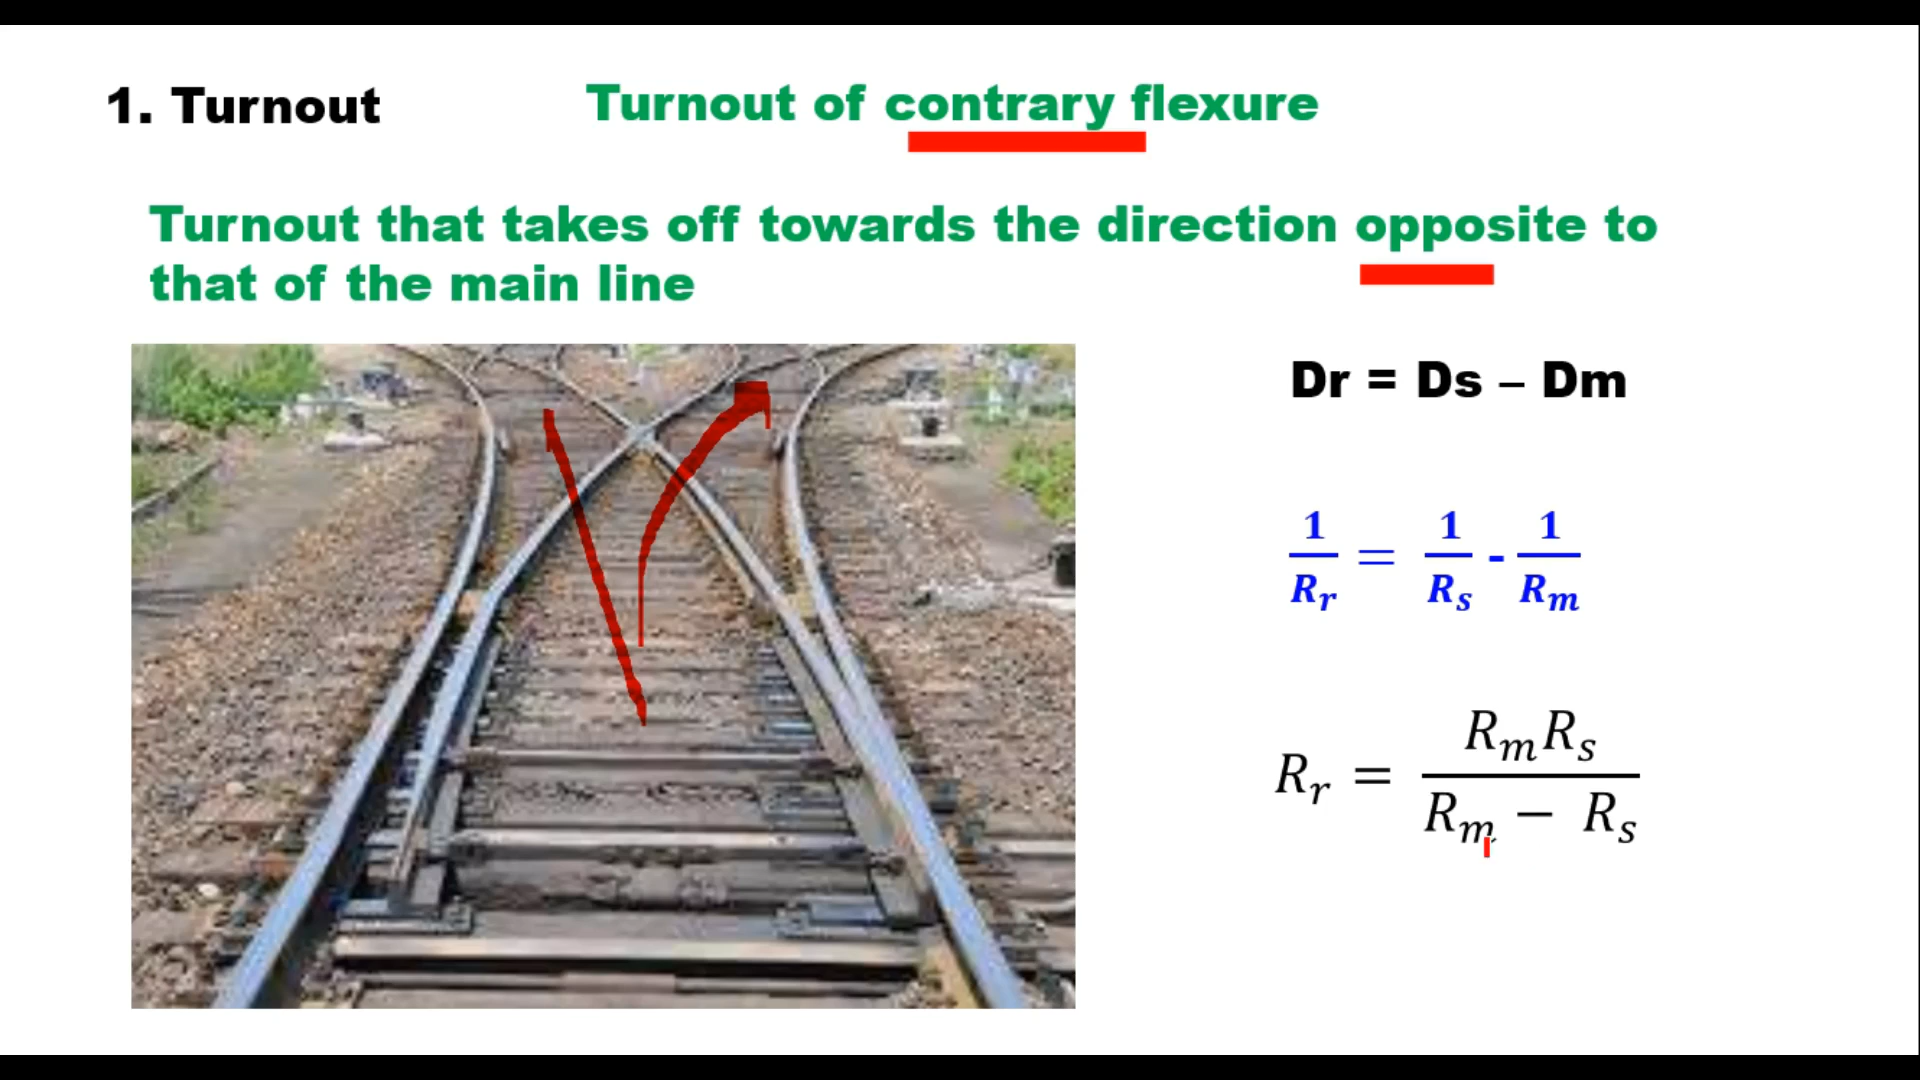 1. Turnout
Turnout of contrary flexure
Turnout that takes off towards the direction opposite to
that of the main line
Dr = Ds – Dm
1/Rr = 1/Rs - 1/Rm
Rr = RmRs/(Rm − Rs)